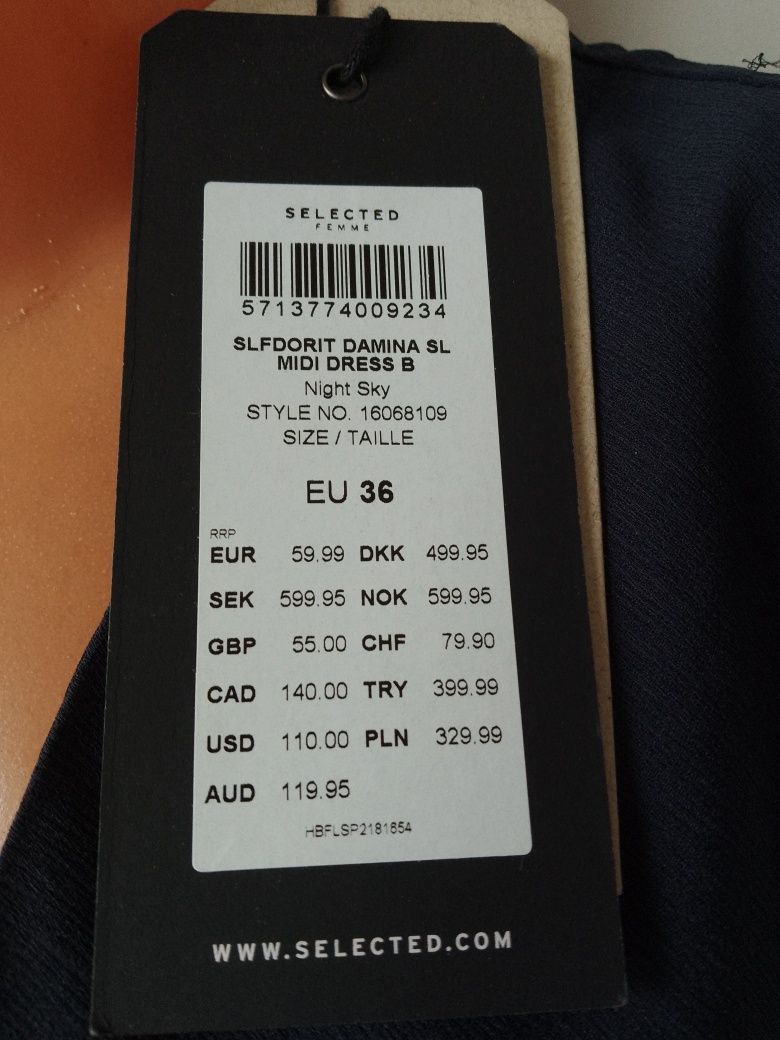 SELECTED
FEMME
5713774009234
SLFDORIT DAMINA SL
MIDI DRESS B
Night Sky
STYLE NO. 16068109
SIZE / TAILLE
EU 36
RRP
EUR 59.99 DKK 499.95
SEK 599.95 NOK 599.95
GBP 55.00 CHF 79.90
CAD 140.00 TRY 399.99
USD 110.00 PLN 329.99
AUD 119.95
HBFLSP2181654
WWW.SELECTED.COM